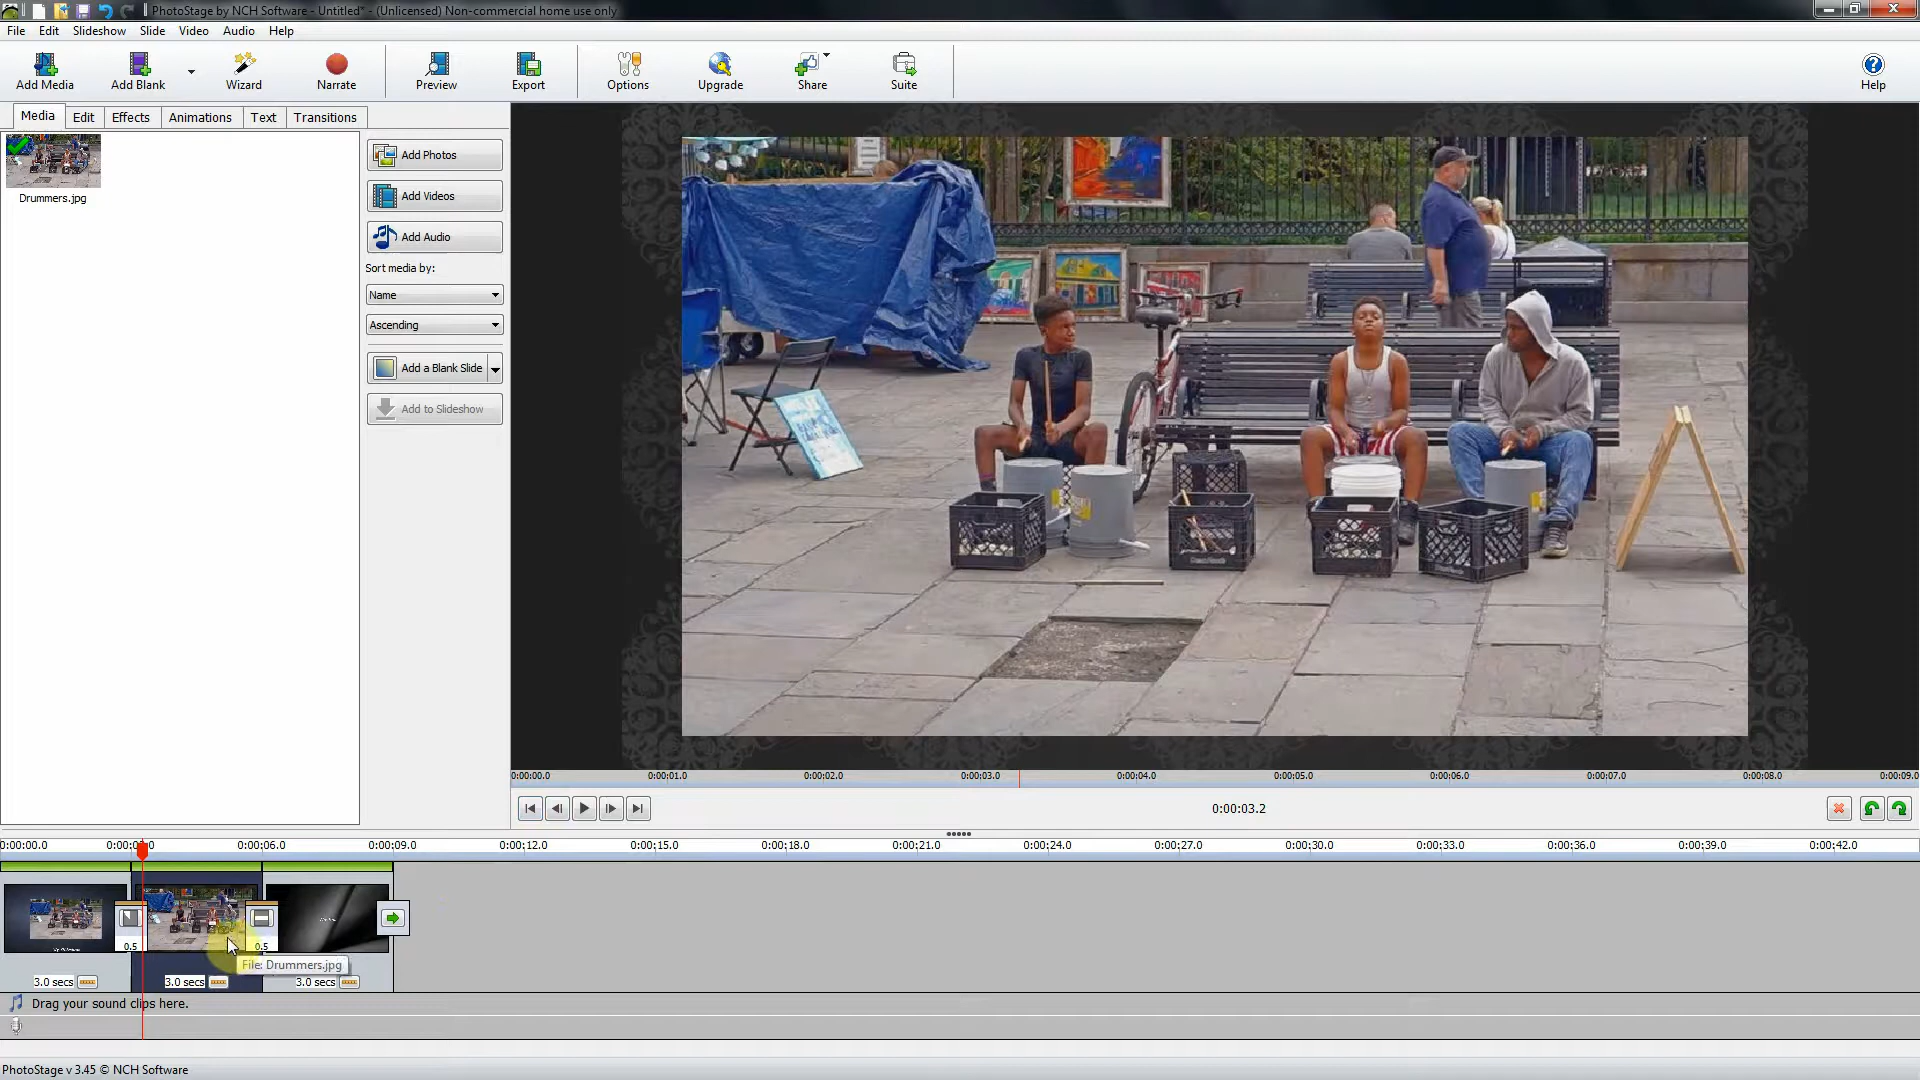 PhotoStage by NCH Software - Untitled* - (Unlicensed) Non-commercial home use only
File Edit Slideshow Slide Video Audio Help
Add Media Add Blank Wizard Narrate Preview Export Options Upgrade Share Suite Help
Media Edit Effects Animations Text Transitions
Drummers.jpg
Add Photos
Add Videos
Add Audio
Sort media by:
Name
Ascending
Add a Blank Slide
Add to Slideshow
0:00:00.0 0:00:01.0 0:00:02.0 0:00:03.0 0:00:04.0 0:00:05.0 0:00:06.0 0:00:07.0 0:00:08.0 0:00:09.0
0:00:03.2
0:00:00.0 0:00:06.0 0:00:09.0 0:00:12.0 0:00:15.0 0:00:18.0 0:00:21.0 0:00:24.0 0:00:27.0 0:00:30.0 0:00:33.0 0:00:36.0 0:00:39.0 0:00:42.0
0.5 0.5
File: Drummers.jpg
3.0 secs 3.0 secs 3.0 secs
Drag your sound clips here.
PhotoStage v 3.45 © NCH Software